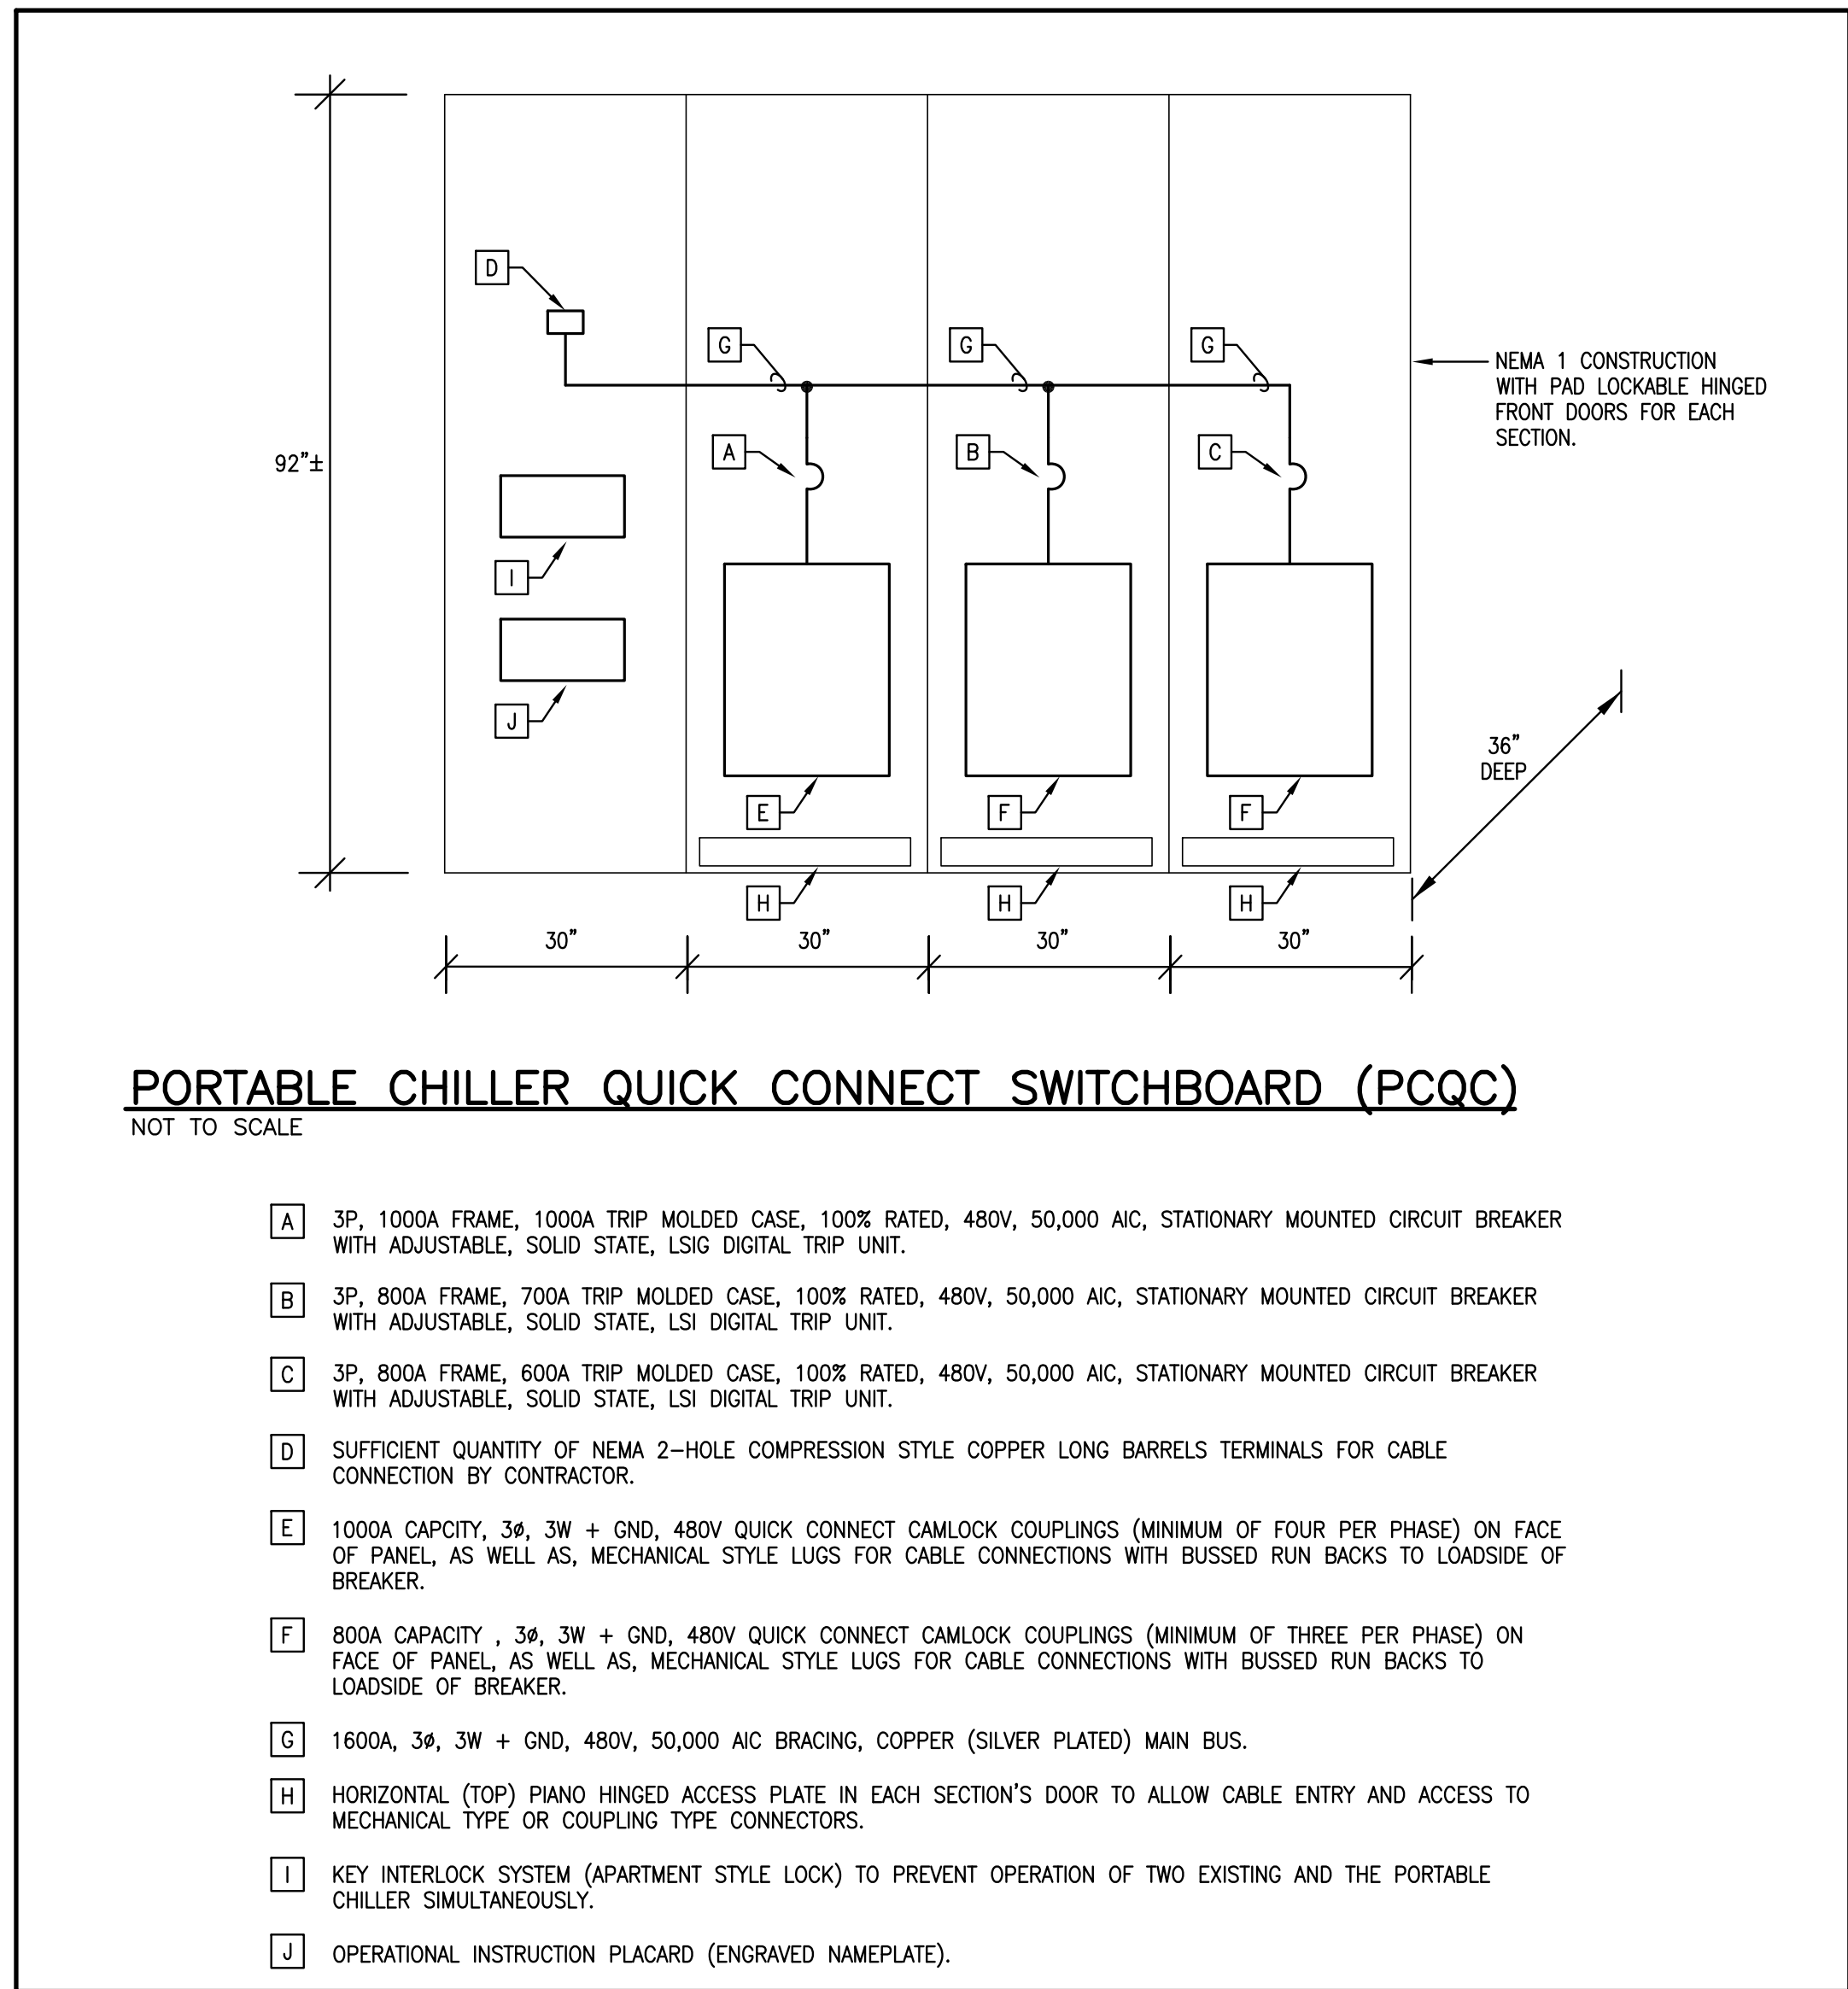 D
G
G
G
NEMA 1 CONSTRUCTION
WITH PAD LOCKABLE HINGED
FRONT DOORS FOR EACH
SECTION.
A
B
C
92"±
I
J
36"
DEEP
E
F
F
H
H
H
30"
30"
30"
30"
PORTABLE CHILLER QUICK CONNECT SWITCHBOARD (PCQC)
NOT TO SCALE
A
3P, 1000A FRAME, 1000A TRIP MOLDED CASE, 100% RATED, 480V, 50,000 AIC, STATIONARY MOUNTED CIRCUIT BREAKER
WITH ADJUSTABLE, SOLID STATE, LSIG DIGITAL TRIP UNIT.
B
3P, 800A FRAME, 700A TRIP MOLDED CASE, 100% RATED, 480V, 50,000 AIC, STATIONARY MOUNTED CIRCUIT BREAKER
WITH ADJUSTABLE, SOLID STATE, LSI DIGITAL TRIP UNIT.
C
3P, 800A FRAME, 600A TRIP MOLDED CASE, 100% RATED, 480V, 50,000 AIC, STATIONARY MOUNTED CIRCUIT BREAKER
WITH ADJUSTABLE, SOLID STATE, LSI DIGITAL TRIP UNIT.
D
SUFFICIENT QUANTITY OF NEMA 2-HOLE COMPRESSION STYLE COPPER LONG BARRELS TERMINALS FOR CABLE
CONNECTION BY CONTRACTOR.
E
1000A CAPCITY, 3ø, 3W + GND, 480V QUICK CONNECT CAMLOCK COUPLINGS (MINIMUM OF FOUR PER PHASE) ON FACE
OF PANEL, AS WELL AS, MECHANICAL STYLE LUGS FOR CABLE CONNECTIONS WITH BUSSED RUN BACKS TO LOADSIDE OF
BREAKER.
F
800A CAPACITY , 3ø, 3W + GND, 480V QUICK CONNECT CAMLOCK COUPLINGS (MINIMUM OF THREE PER PHASE) ON
FACE OF PANEL, AS WELL AS, MECHANICAL STYLE LUGS FOR CABLE CONNECTIONS WITH BUSSED RUN BACKS TO
LOADSIDE OF BREAKER.
G
1600A, 3ø, 3W + GND, 480V, 50,000 AIC BRACING, COPPER (SILVER PLATED) MAIN BUS.
H
HORIZONTAL (TOP) PIANO HINGED ACCESS PLATE IN EACH SECTION'S DOOR TO ALLOW CABLE ENTRY AND ACCESS TO
MECHANICAL TYPE OR COUPLING TYPE CONNECTORS.
I
KEY INTERLOCK SYSTEM (APARTMENT STYLE LOCK) TO PREVENT OPERATION OF TWO EXISTING AND THE PORTABLE
CHILLER SIMULTANEOUSLY.
J
OPERATIONAL INSTRUCTION PLACARD (ENGRAVED NAMEPLATE).